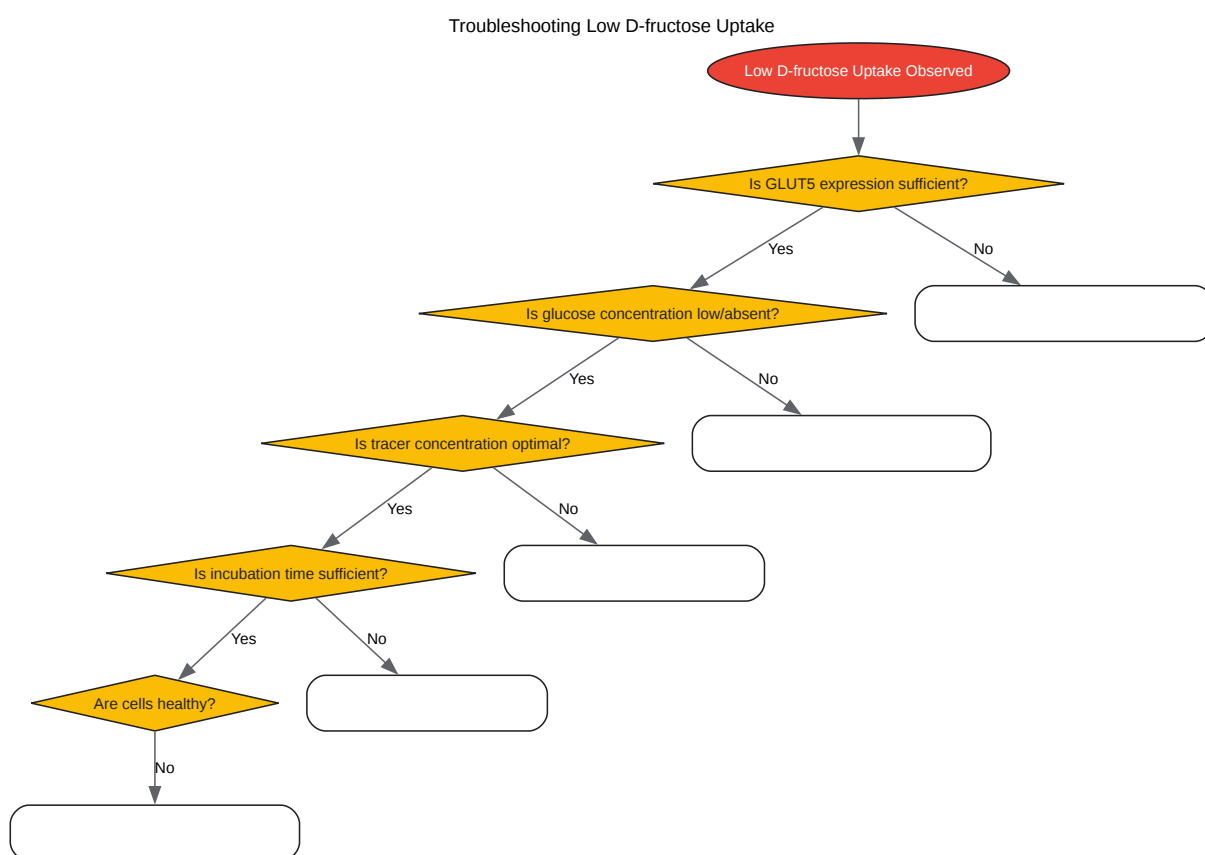 Troubleshooting Low D-fructose Uptake
Low D-fructose Uptake Observed
Is GLUT5 expression sufficient?
Yes
No
Is glucose concentration low/absent?
Yes
No
Is tracer concentration optimal?
Yes
No
Is incubation time sufficient?
Yes
No
Are cells healthy?
No